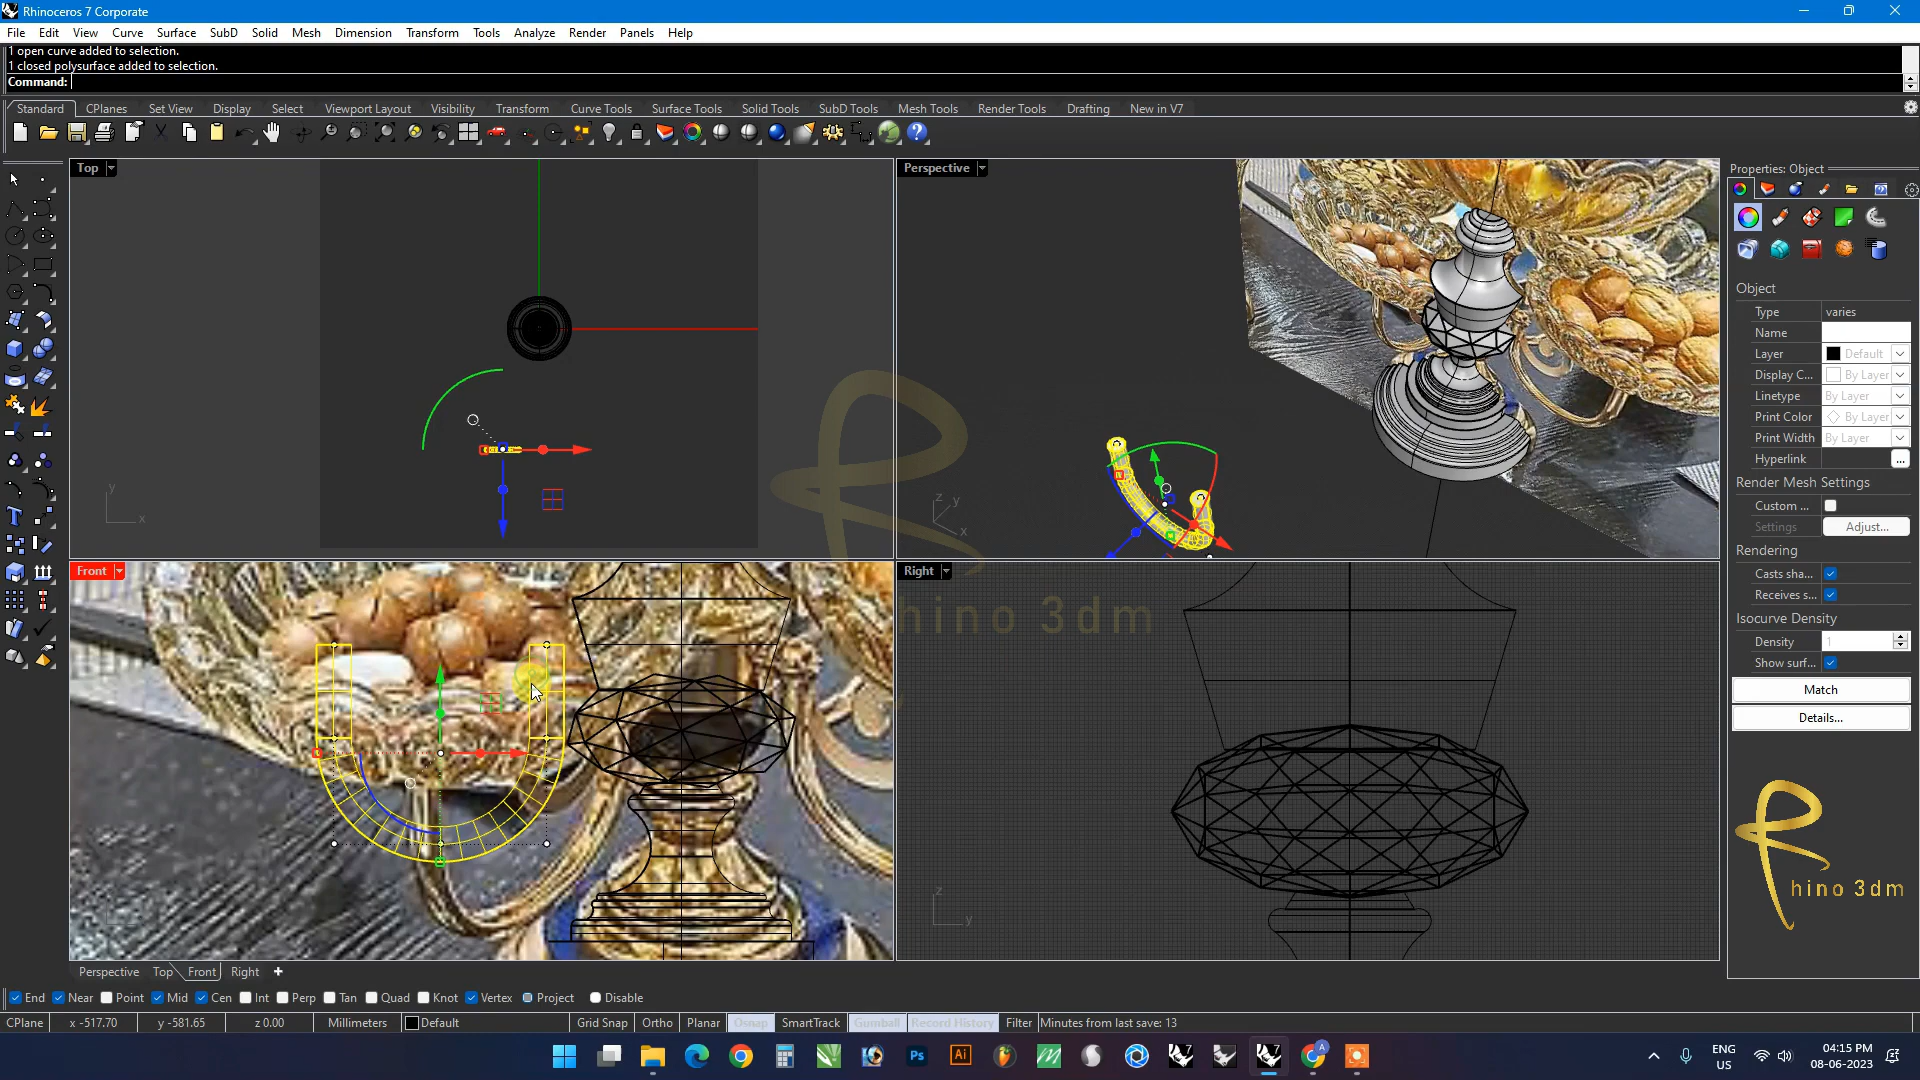 Rhinoceros 7 Corporate
File Edit View Curve Surface SubD Solid Mesh Dimension Transform Tools Analyze Render Panels Help
1 open curve added to selection.
1 closed polysurface added to selection.
Command:
Standard CPlanes Set View Display Select Viewport Layout Visibility Transform Curve Tools Surface Tools Solid Tools SubD Tools Mesh Tools Render Tools Drafting New in V7
Top
y
x
Perspective
z y
x
Front
Right
z
y
hino 3dm
Properties: Object
Object
Type varies
Name
Layer Default
Display C... By Layer
Linetype By Layer
Print Color By Layer
Print Width By Layer
Hyperlink ...
Render Mesh Settings
Custom ...
Settings Adjust...
Rendering
Casts sha...
Receives s...
Isocurve Density
Density 1
Show surf...
Match
Details...
Rhino 3dm
Perspective Top Front Right
End Near Point Mid Cen Int Perp Tan Quad Knot Vertex Project Disable
CPlane x -517.70 y -581.65 z 0.00 Millimeters Default Grid Snap Ortho Planar Osnap SmartTrack Gumball Record History Filter Minutes from last save: 13
Ps Ai 7 7 A
ENG
US
04:15 PM
08-06-2023